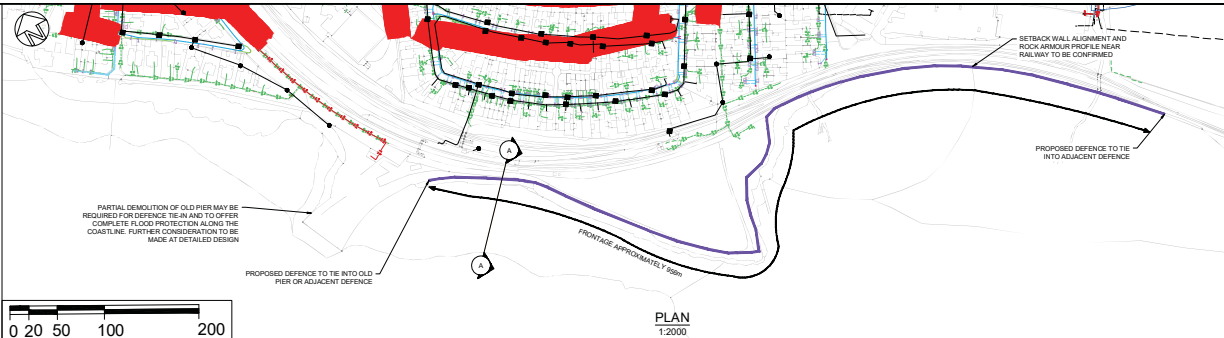 SETBACK WALL ALIGNMENT AND
ROCK ARMOUR PROFILE NEAR
RAILWAY TO BE CONFIRMED
PROPOSED DEFENCE TO TIE
INTO ADJACENT DEFENCE
A
PARTIAL DEMOLITION OF OLD PIER MAY BE
REQUIRED FOR DEFENCE TIE-IN AND TO OFFER
COMPLETE FLOOD PROTECTION ALONG THE
COASTLINE. FURTHER CONSIDERATION TO BE
MADE AT DETAILED DESIGN
FRONTAGE APPROXIMATELY 958m
A
PROPOSED DEFENCE TO TIE INTO OLD
PIER OR ADJACENT DEFENCE
0 20 50 100 200
PLAN
1:2000